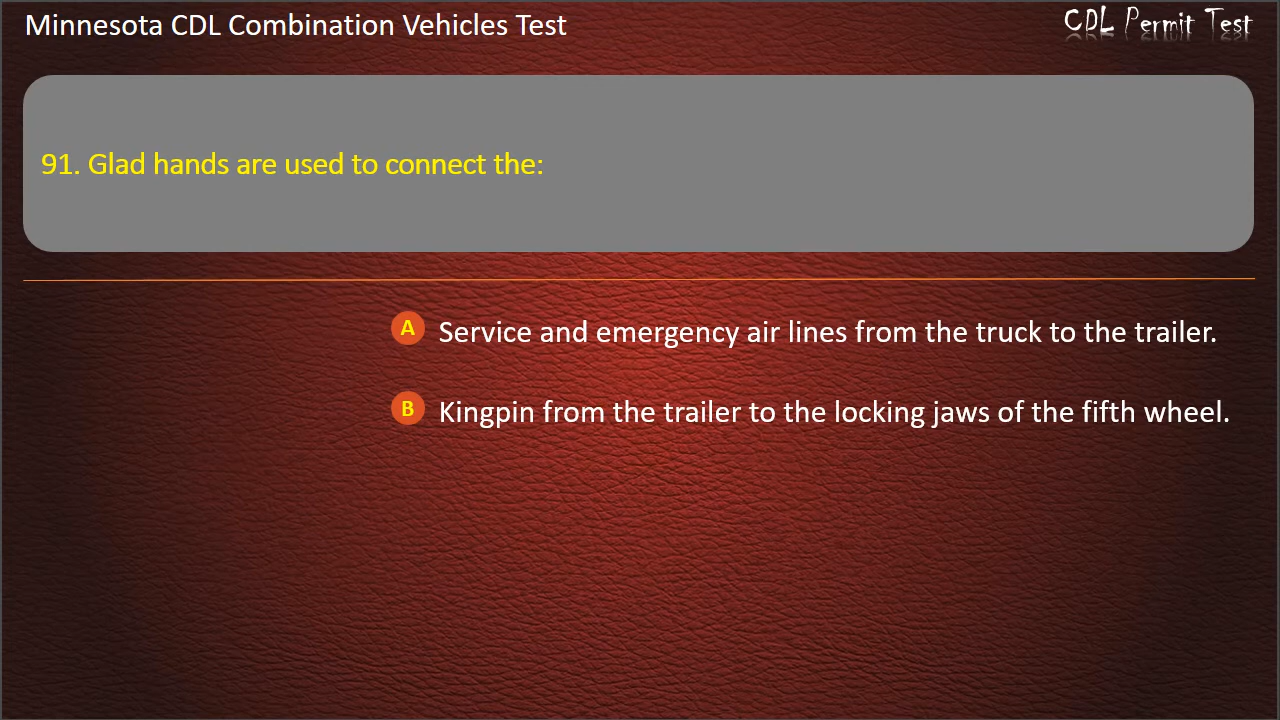 Minnesota CDL Combination Vehicles Test
CDL Permit Test
91. Glad hands are used to connect the:
A Service and emergency air lines from the truck to the trailer.
B Kingpin from the trailer to the locking jaws of the fifth wheel.